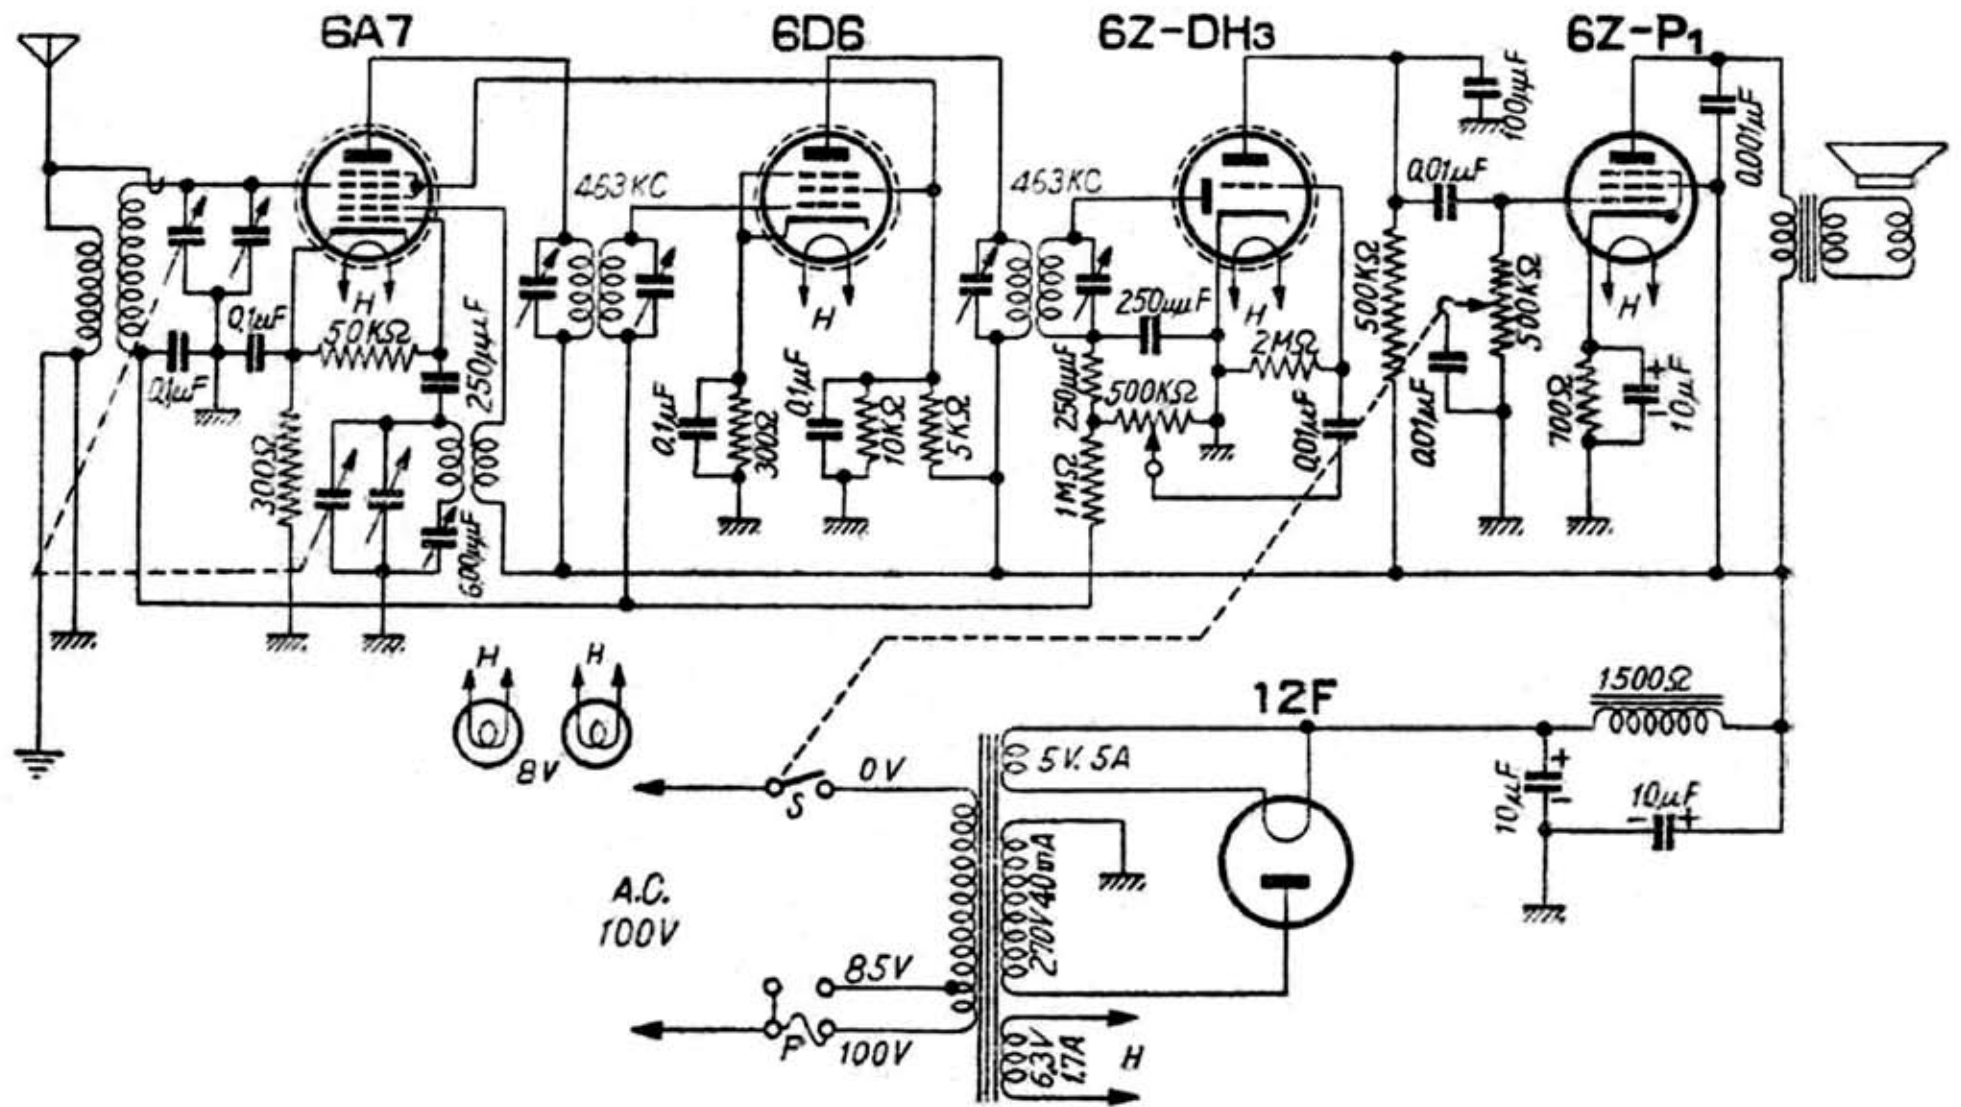 6A7
6D6
6Z-DH3
6Z-P1
100μμF
0.001μF
463KC
463KC
0.01μF
H
H
H
H
0.1μF
0.1μF
50KΩ
250μμF
300Ω
600μμF
0.1μF
300Ω
0.1μF
10KΩ
5KΩ
250μμF
250μμF
2MΩ
500KΩ
1MΩ
0.01μF
500KΩ
500KΩ
0.01μF
700Ω
+
-
10μF
H
H
8V
12F
1500Ω
S
0V
5V.5A
10μF
+
-
10μF
-
+
A.C.
100V
270V40mA
85V
F
100V
6.3V
1.7A
H